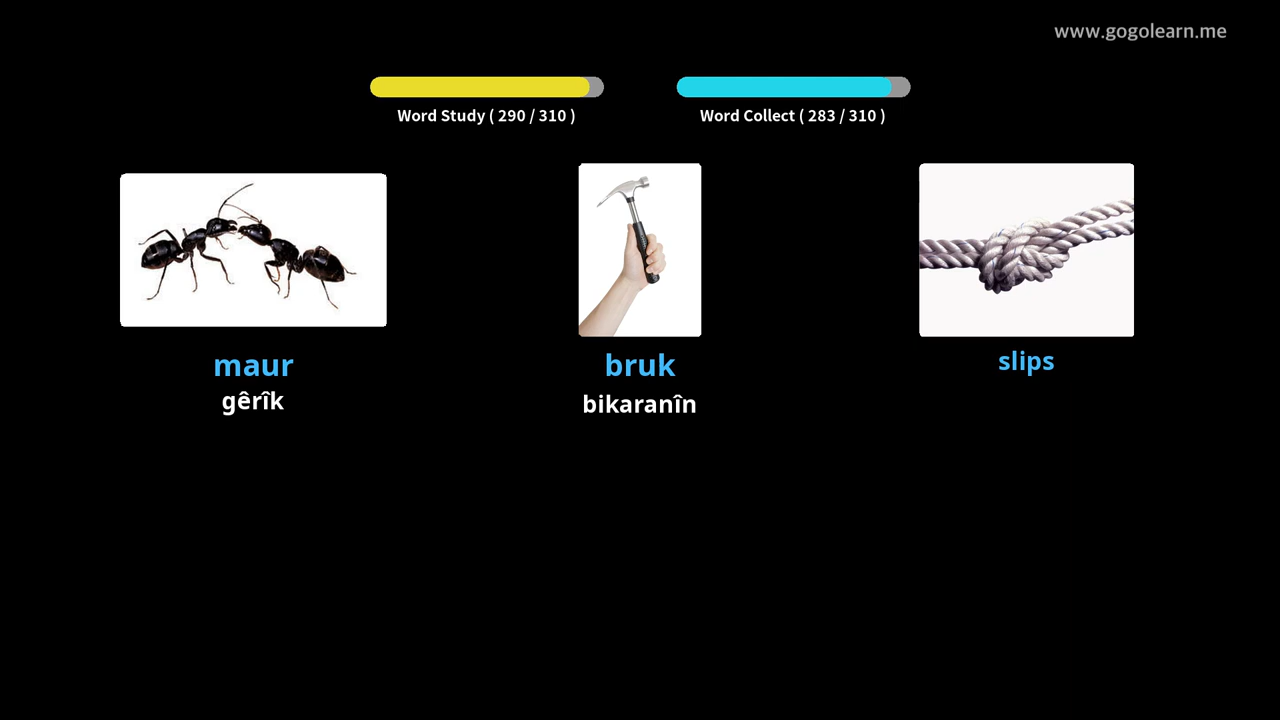 www.gogolearn.me
Word Study ( 290 / 310 )
Word Collect ( 283 / 310 )
maur
gêrîk
bruk
bikaranîn
slips